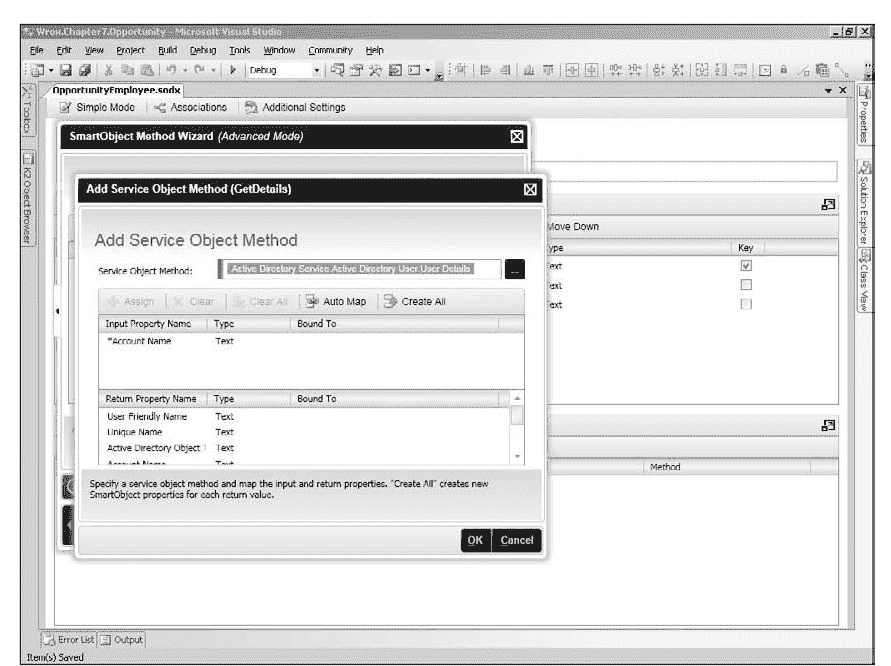 Wrox.Chapter7.Opportunity - Microsoft Visual Studio
File Edit View Project Build Debug Tools Window Community Help
Debug
OpportunityEmployee.sodx
Simple Mode Associations Additional Settings
Toolbox
K2 Object Browser
Properties
Solution Explorer
Class View
SmartObject Method Wizard (Advanced Mode)
Add Service Object Method (GetDetails)
Move Down
Add Service Object Method
ype Key
Service Object Method: Active Directory Service.Active Directory User.User Details ...
ext
ext
ext
Assign Clear Clear All Auto Map Create All
Input Property Name Type Bound To
*Account Name Text
Return Property Name Type Bound To
User Friendly Name Text
Unique Name Text
Active Directory Object T Text
Account Name Text
Method
Specify a service object method and map the input and return properties. "Create All" creates new
SmartObject properties for each return value.
OK Cancel
Error List Output
Item(s) Saved